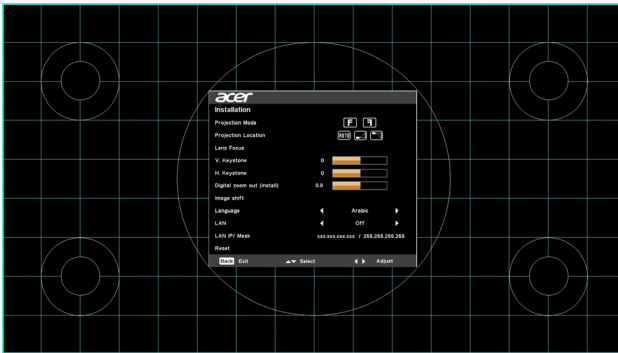 acer
Installation
Projection Mode F F
Projection Location AUTO
Lens Focus
V. Keystone 0
H. Keystone 0
Digital zoom out (install) 0.8
Image shift
Language Arabic
LAN Off
LAN IP/ Mask xxx.xxx.xxx.xxx / 255.255.255.255
Reset
Back Exit Select Adjust